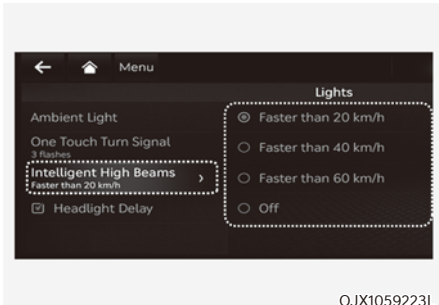 Menu
Lights
Ambient Light
One Touch Turn Signal
3 flashes
Intelligent High Beams
Faster than 20 km/h
Headlight Delay
Faster than 20 km/h
Faster than 40 km/h
Faster than 60 km/h
Off
OJX1059223L